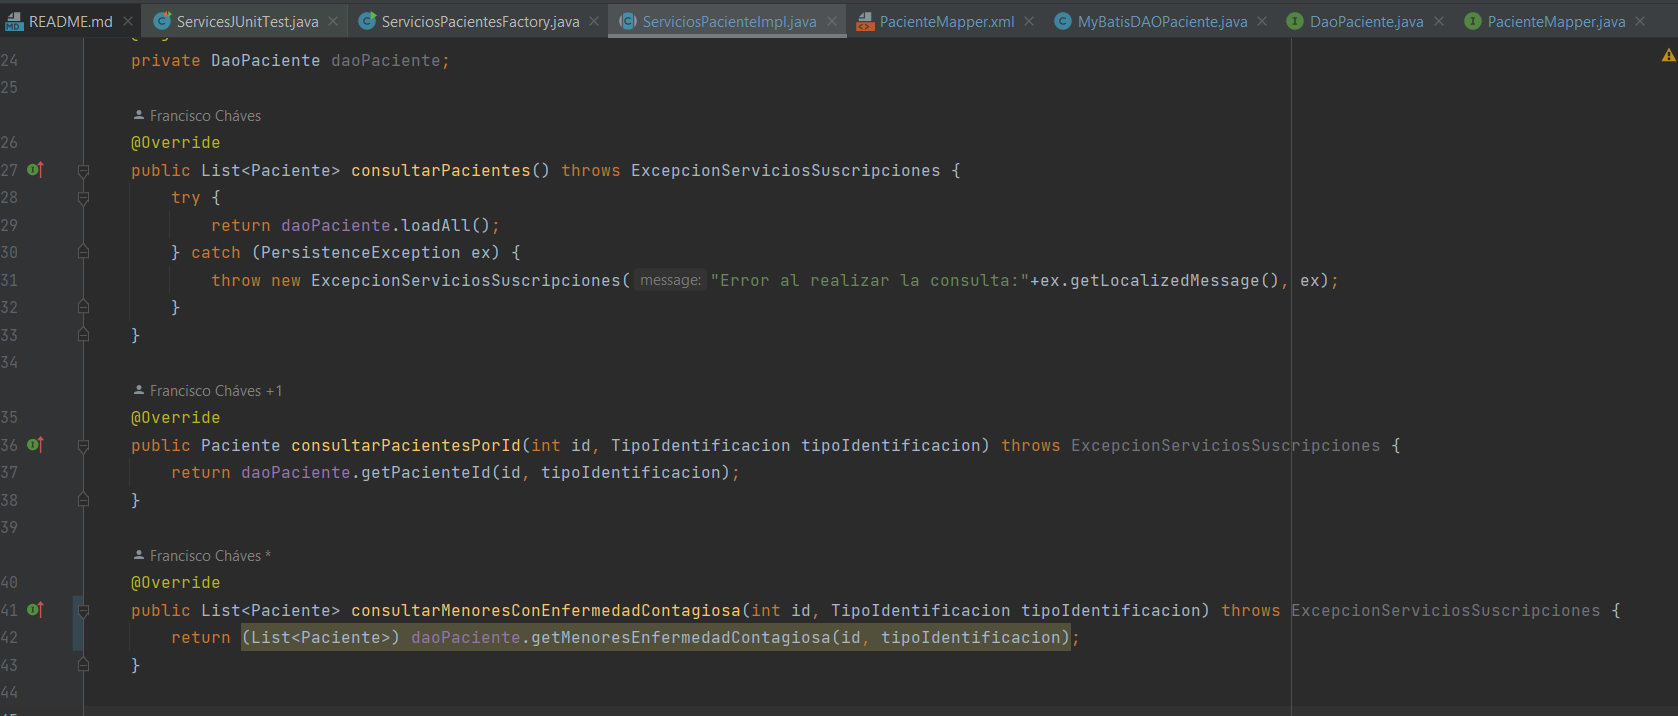 README.md ServicesJUnitTest.java ServiciosPacientesFactory.java ServiciosPacienteImpl.java PacienteMapper.xml MyBatisDAOPaciente.java DaoPaciente.java PacienteMapper.java
24 private DaoPaciente daoPaciente;
25
Francisco Cháves
26 @Override
27 public List<Paciente> consultarPacientes() throws ExcepcionServiciosSuscripciones {
28 try {
29 return daoPaciente.loadAll();
30 } catch (PersistenceException ex) {
31 throw new ExcepcionServiciosSuscripciones( message: "Error al realizar la consulta:"+ex.getLocalizedMessage(), ex);
32 }
33 }
34
Francisco Cháves +1
35 @Override
36 public Paciente consultarPacientesPorId(int id, TipoIdentificacion tipoIdentificacion) throws ExcepcionServiciosSuscripciones {
37 return daoPaciente.getPacienteId(id, tipoIdentificacion);
38 }
39
Francisco Cháves *
40 @Override
41 public List<Paciente> consultarMenoresConEnfermedadContagiosa(int id, TipoIdentificacion tipoIdentificacion) throws ExcepcionServiciosSuscripciones {
42 return (List<Paciente>) daoPaciente.getMenoresEnfermedadContagiosa(id, tipoIdentificacion);
43 }
44